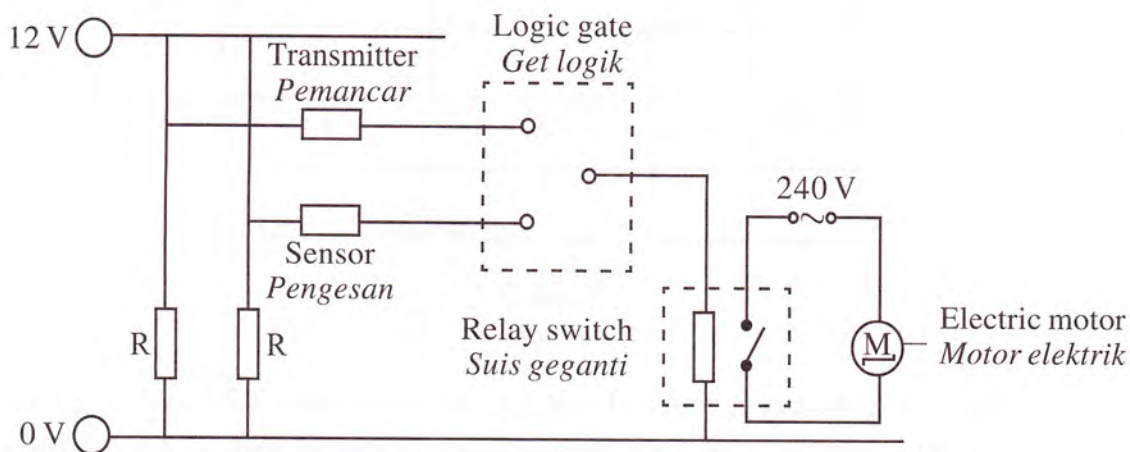 12 V
Transmitter
Pemancar
Logic gate
Get logik
240 V
Sensor
Pengesan
R
R
Relay switch
Suis geganti
M
Electric motor
Motor elektrik
0 V